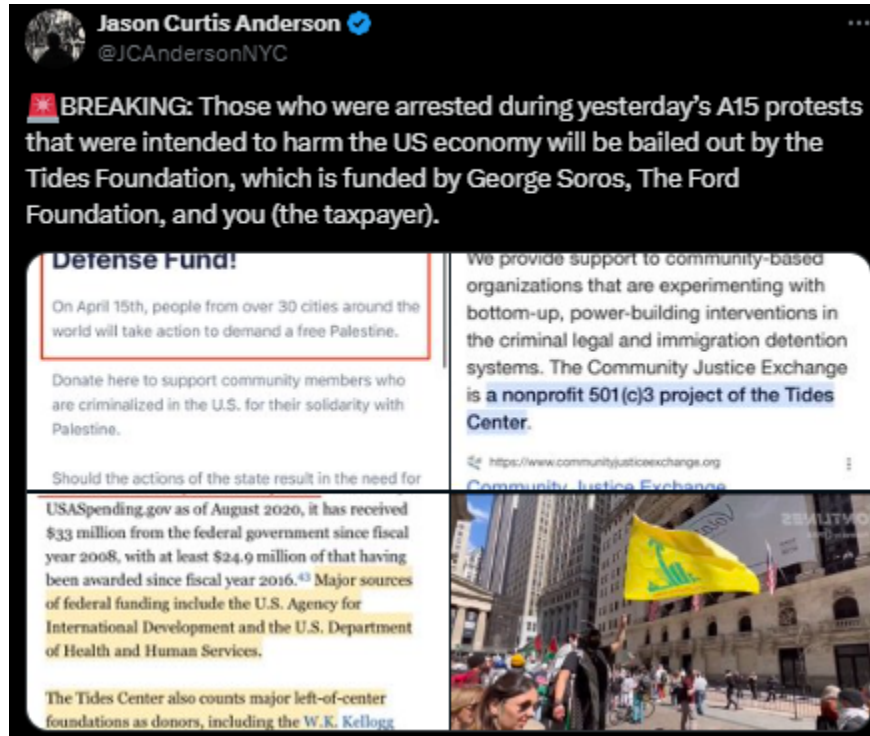 Jason Curtis Anderson
@JCAndersonNYC
🚨BREAKING: Those who were arrested during yesterday’s A15 protests
that were intended to harm the US economy will be bailed out by the
Tides Foundation, which is funded by George Soros, The Ford
Foundation, and you (the taxpayer).
Defense Fund!
On April 15th, people from over 30 cities around the
world will take action to demand a free Palestine.
Donate here to support community members who
are criminalized in the U.S. for their solidarity with
Palestine.
Should the actions of the state result in the need for
We provide support to community-based
organizations that are experimenting with
bottom-up, power-building interventions in
the criminal legal and immigration detention
systems. The Community Justice Exchange
is a nonprofit 501(c)3 project of the Tides
Center.
https://www.communityjusticeexchange.org
Community Justice Exchange
USASpending.gov as of August 2020, it has received
$33 million from the federal government since fiscal
year 2008, with at least $24.9 million of that having
been awarded since fiscal year 2016.43 Major sources
of federal funding include the U.S. Agency for
International Development and the U.S. Department
of Health and Human Services.
The Tides Center also counts major left-of-center
foundations as donors, including the W.K. Kellogg